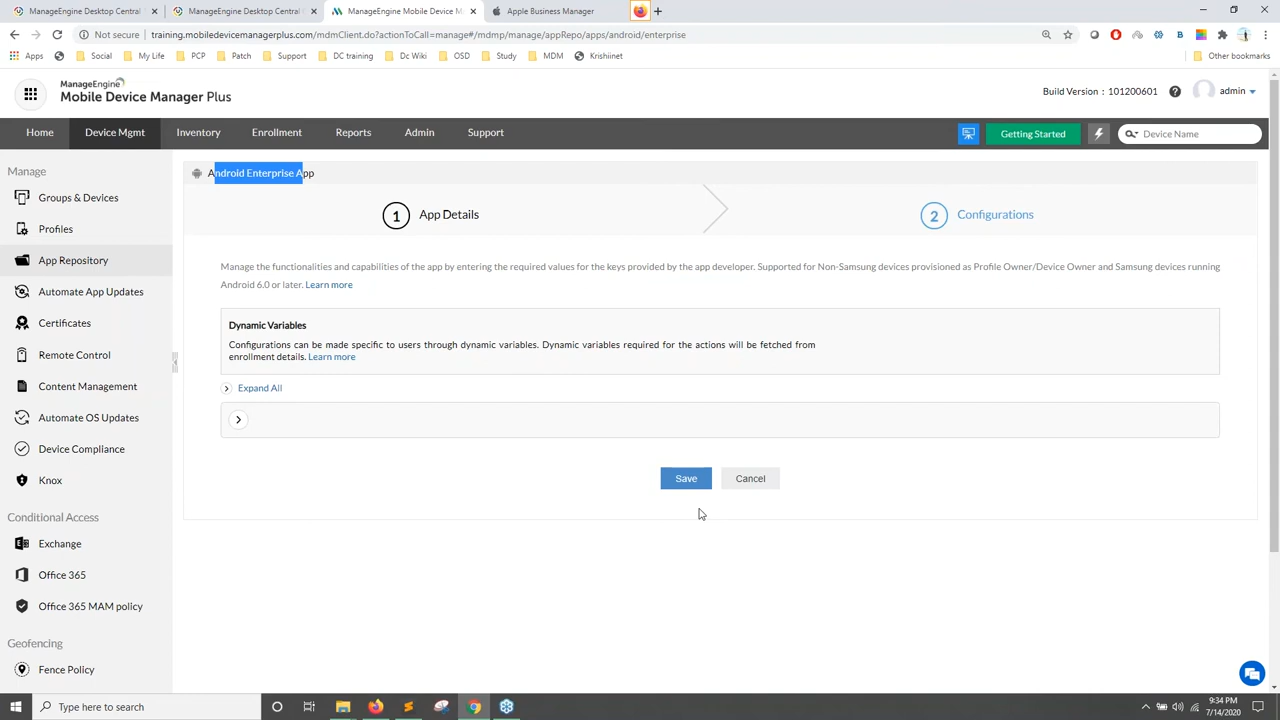 ManageEngine Desktop Central
ManageEngine Desktop Central
ManageEngine Mobile Device M
Apple Business Manager
Not secure
training.mobiledevicemanagerplus.com/mdmClient.do?actionToCall=manage#/mdmp/manage/appRepo/apps/android/enterprise
Apps
Social
My Life
PCP
Patch
Support
DC training
Dc Wiki
OSD
Study
MDM
Krishiinet
Other bookmarks
ManageEngine
Mobile Device Manager Plus
Build Version : 101200601
admin
Home
Device Mgmt
Inventory
Enrollment
Reports
Admin
Support
Getting Started
Device Name
Manage
Groups & Devices
Profiles
App Repository
Automate App Updates
Certificates
Remote Control
Content Management
Automate OS Updates
Device Compliance
Knox
Conditional Access
Exchange
Office 365
Office 365 MAM policy
Geofencing
Fence Policy
Android Enterprise App
1 App Details
2 Configurations
Manage the functionalities and capabilities of the app by entering the required values for the keys provided by the app developer. Supported for Non-Samsung devices provisioned as Profile Owner/Device Owner and Samsung devices running
Android 6.0 or later. Learn more
Dynamic Variables
Configurations can be made specific to users through dynamic variables. Dynamic variables required for the actions will be fetched from
enrollment details. Learn more
Expand All
Save
Cancel
Type here to search
9:34 PM
7/14/2020